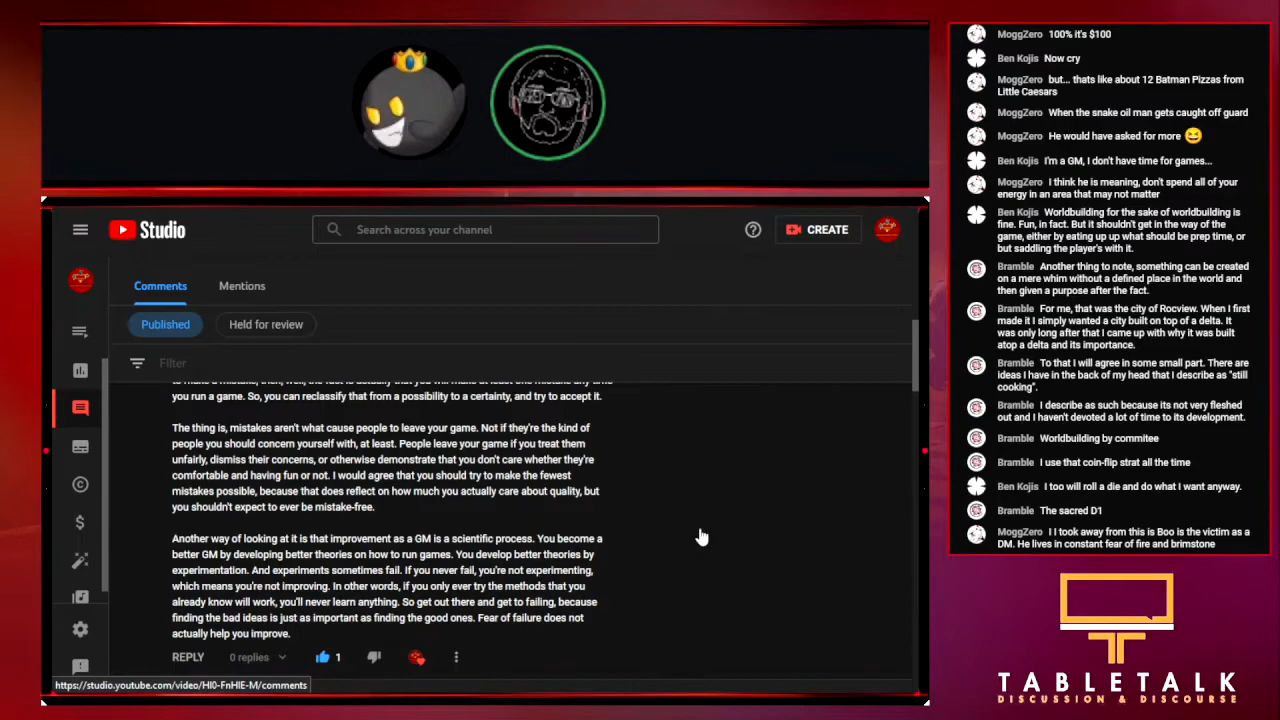 Studio
Search across your channel
CREATE
Comments
Mentions
Published
Held for review
Filter
to make a mistake, then, well, the fact is actually that you will make at least one mistake any time
you run a game. So, you can reclassify that from a possibility to a certainty, and try to accept it.
The thing is, mistakes aren't what cause people to leave your game. Not if they're the kind of
people you should concern yourself with, at least. People leave your game if you treat them
unfairly, dismiss their concerns, or otherwise demonstrate that you don't care whether they're
comfortable and having fun or not. I would agree that you should try to make the fewest
mistakes possible, because that does reflect on how much you actually care about quality, but
you shouldn't expect to ever be mistake-free.
Another way of looking at it is that improvement as a GM is a scientific process. You become a
better GM by developing better theories on how to run games. You develop better theories by
experimentation. And experiments sometimes fail. If you never fail, you're not experimenting,
which means you're not improving. In other words, if you only ever try the methods that you
already know will work, you'll never learn anything. So get out there and get to failing, because
finding the bad ideas is just as important as finding the good ones. Fear of failure does not
actually help you improve.
REPLY 0 replies 1
https://studio.youtube.com/video/HI0-FnHIE-M/comments
MoggZero 100% it's $100
Ben Kojis Now cry
MoggZero but... thats like about 12 Batman Pizzas from
Little Caesars
MoggZero When the snake oil man gets caught off guard
MoggZero He would have asked for more 😆
Ben Kojis I'm a GM, I don't have time for games...
MoggZero I think he is meaning, don't spend all of your
energy in an area that may not matter
Ben Kojis Worldbuilding for the sake of worldbuilding is
fine. Fun, in fact. But it shouldn't get in the way of the
game, either by eating up up what should be prep time, or
but saddling the player's with it.
Bramble Another thing to note, something can be created
on a mere whim without a defined place in the world and
then given a purpose after the fact.
Bramble For me, that was the city of Rocview. When I first
made it I simply wanted a city built on top of a delta. It
was only long after that I came up with why it was built
atop a delta and its importance.
Bramble To that I will agree in some small part. There are
ideas I have in the back of my head that I describe as "still
cooking".
Bramble I describe as such because its not very fleshed
out and I haven't devoted a lot of time to its development.
Bramble Worldbuilding by commitee
Bramble I use that coin-flip strat all the time
Ben Kojis I too will roll a die and do what I want anyway.
Bramble The sacred D1
MoggZero I I took away from this is Boo is the victim as a
DM. He lives in constant fear of fire and brimstone
TABLETALK
DISCUSSION & DISCOURSE